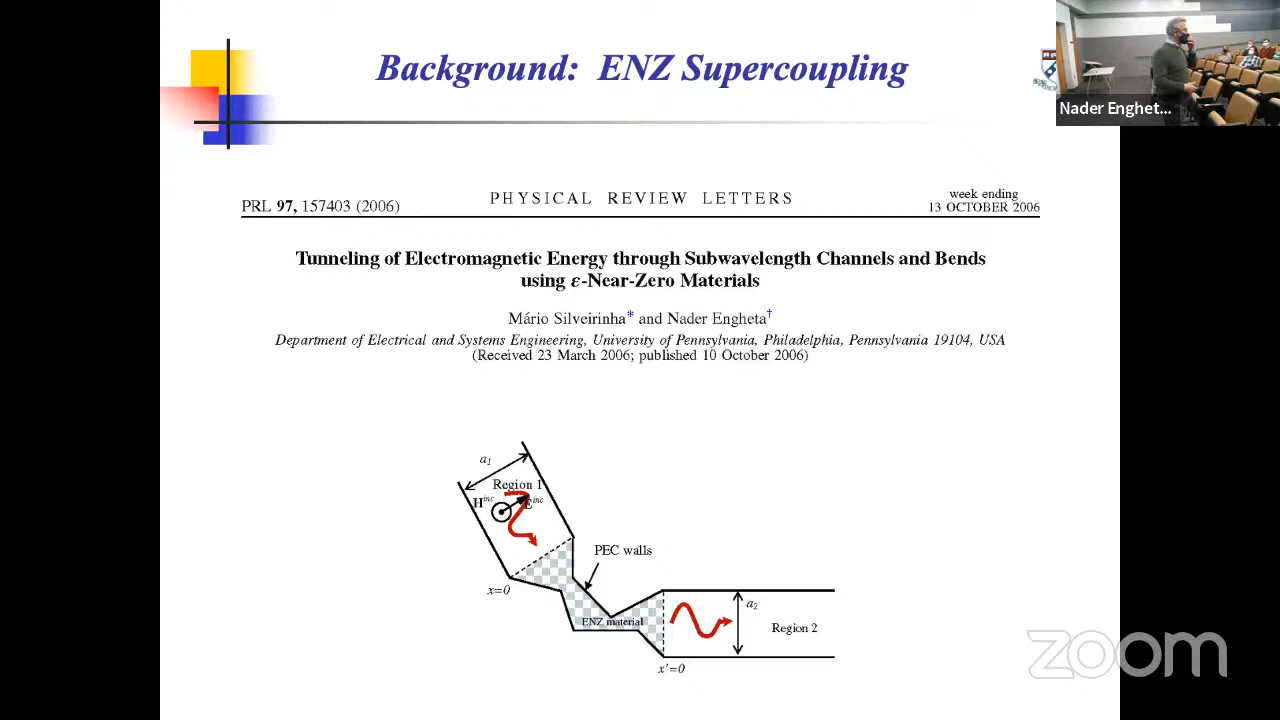 Background: ENZ Supercoupling
Nader Enghet...
PRL 97, 157403 (2006)
PHYSICAL REVIEW LETTERS
week ending
13 OCTOBER 2006
Tunneling of Electromagnetic Energy through Subwavelength Channels and Bends
using ε-Near-Zero Materials
Mário Silveirinha* and Nader Engheta†
Department of Electrical and Systems Engineering, University of Pennsylvania, Philadelphia, Pennsylvania 19104, USA
(Received 23 March 2006; published 10 October 2006)
a1
Region 1
Hinc
Einc
PEC walls
x=0
ENZ material
a2
Region 2
x'=0
zoom